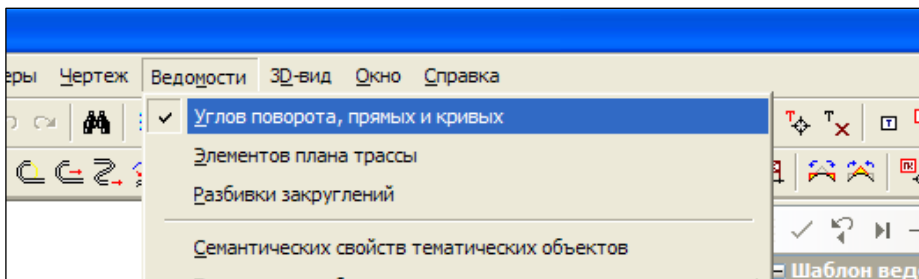 Чертеж Ведомости 3D-вид Окно Справка
Углов поворота, прямых и кривых
Элементов плана трассы
Разбивки закруглений
Семантических свойств тематических объектов
Шаблон вед